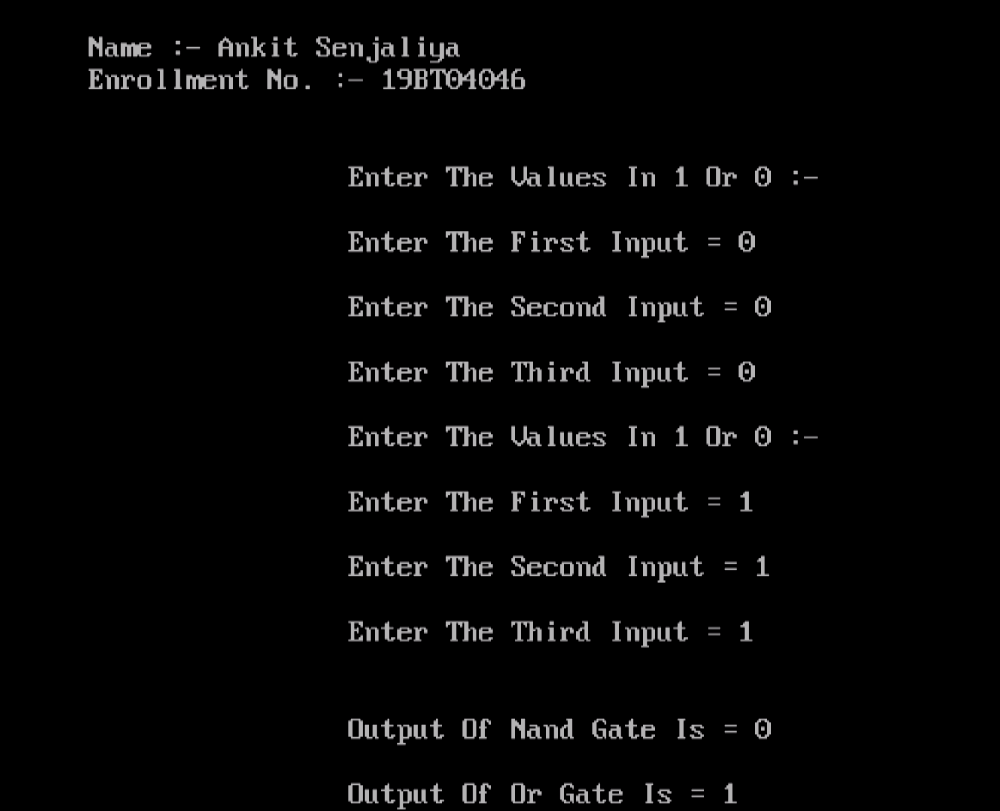 Name :- Ankit Senjaliya
Enrollment No. :- 19BT04046
Enter The Values In 1 Or 0 :-
Enter The First Input = 0
Enter The Second Input = 0
Enter The Third Input = 0
Enter The Values In 1 Or 0 :-
Enter The First Input = 1
Enter The Second Input = 1
Enter The Third Input = 1
Output Of Nand Gate Is = 0
Output Of Or Gate Is = 1